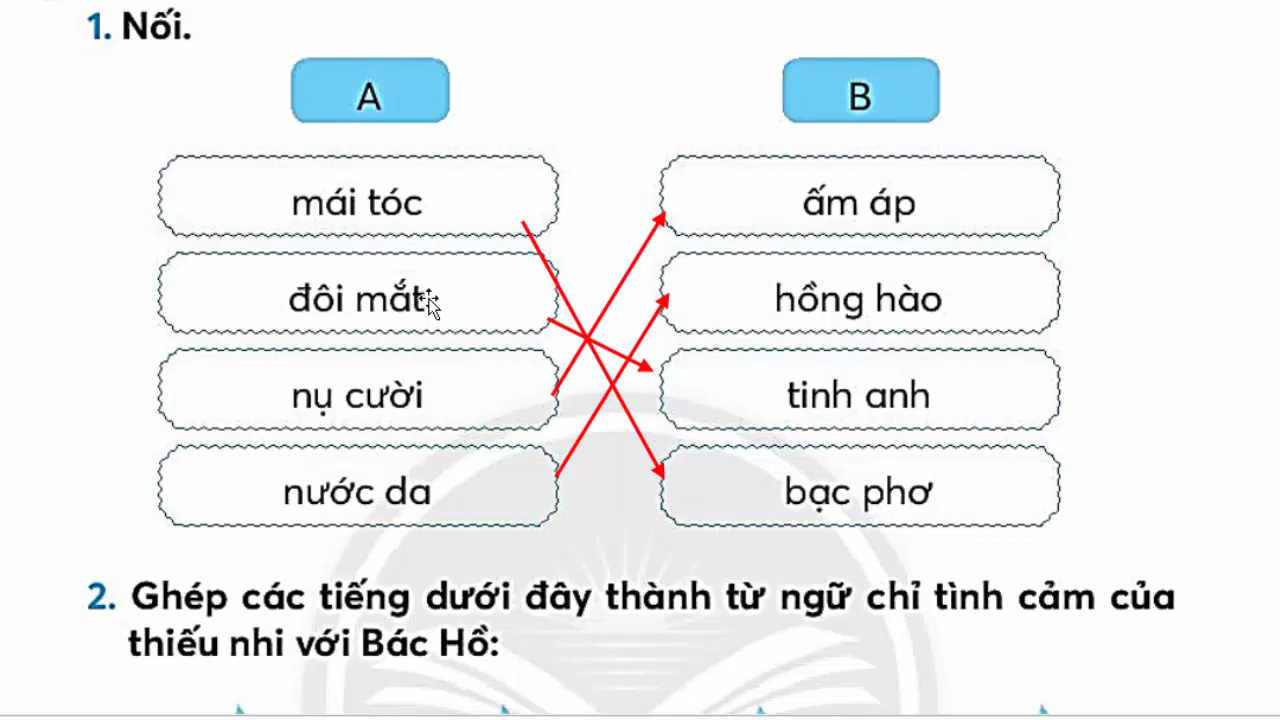 1. Nối.
A B
mái tóc ấm áp
đôi mắt hồng hào
nụ cười tinh anh
nước da bạc phơ
2. Ghép các tiếng dưới đây thành từ ngữ chỉ tình cảm của
thiếu nhi với Bác Hồ: